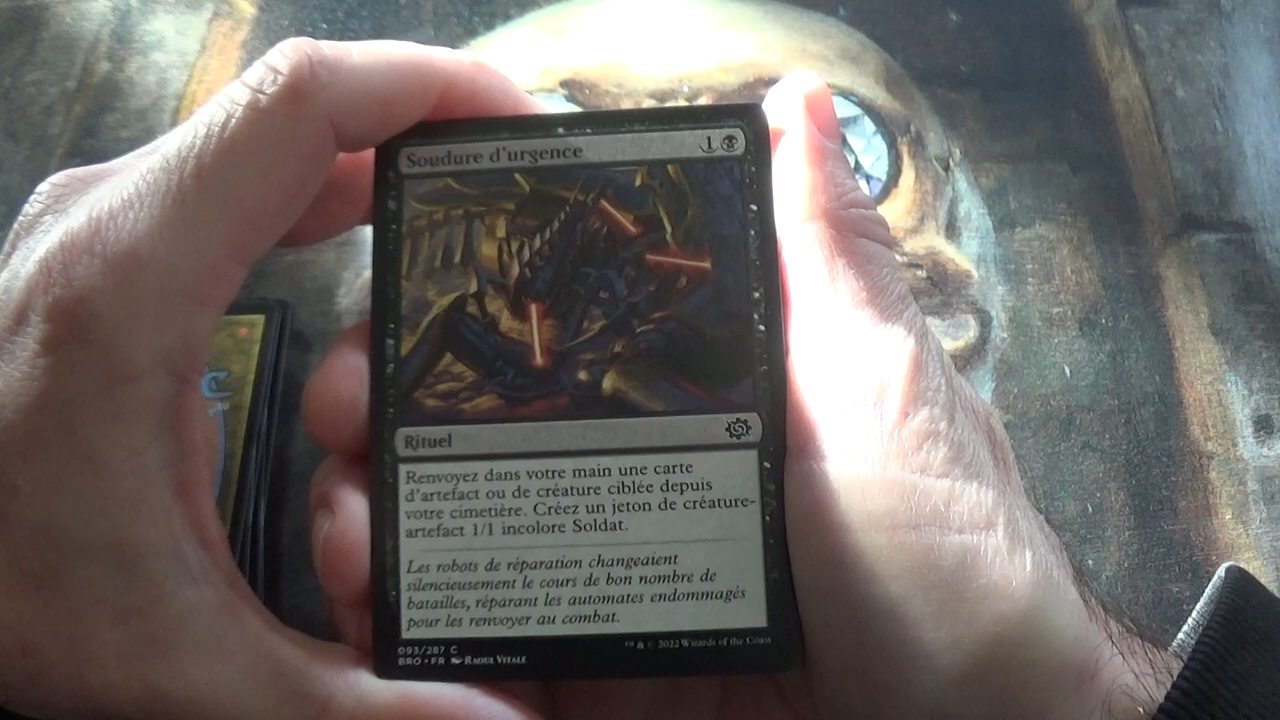 Soudure d'urgence 1
Rituel
Renvoyez dans votre main une carte
d'artefact ou de créature ciblée depuis
votre cimetière. Créez un jeton de créature-
artefact 1/1 incolore Soldat.
Les robots de réparation changeaient
silencieusement le cours de bon nombre de
batailles, réparant les automates endommagés
pour les renvoyer au combat.
093/287 C
BRO • FR Raoul Vitale
™ & © 2022 Wizards of the Coast